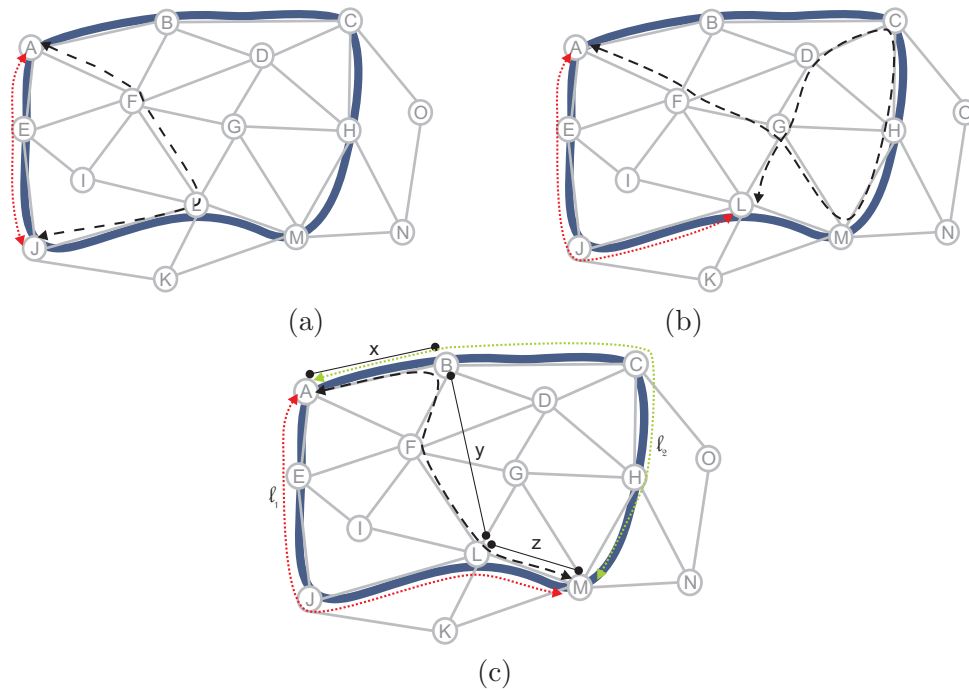 A B C D E F G H I J K L M N O
(a)
A B C D E F G H I J K L M N O
(b)
x y z
A B C D E F G H I J K L M N O
ℓ₁ ℓ₂
(c)